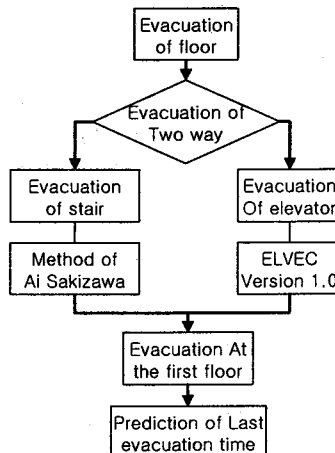 Evacuation
of floor
Evacuation of
Two way
Evacuation
of stair
Evacuation
Of elevator
Method of
Ai Sakizawa
ELVEC
Version 1.0
Evacuation At
the first floor
Prediction of Last
evacuation time